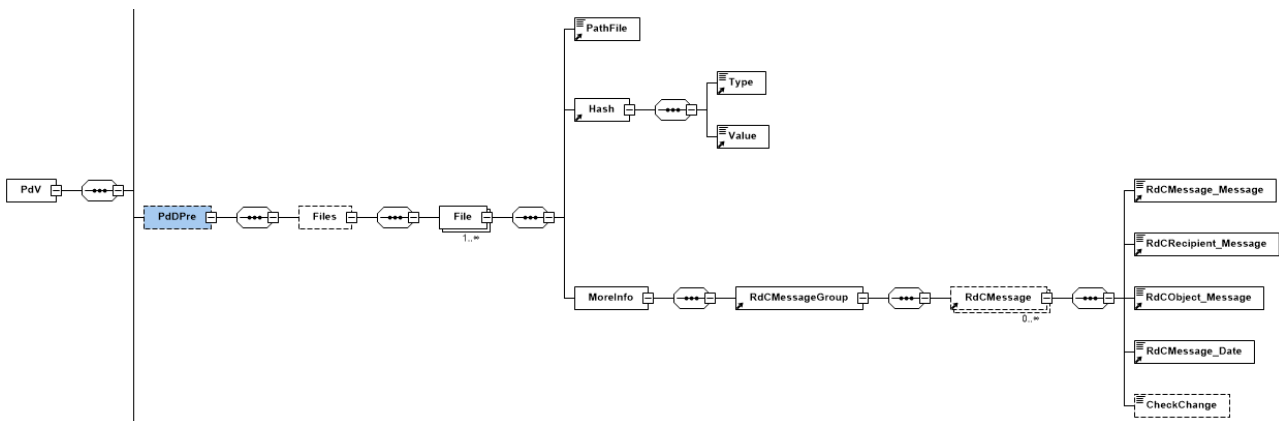 PathFile
Type
Hash
Value
PdV
RdCMessage_Message
PdDPre
Files
File
1..∞
RdCRecipient_Message
MoreInfo
RdCMessageGroup
RdCMessage
0..∞
RdCObject_Message
RdCMessage_Date
CheckChange